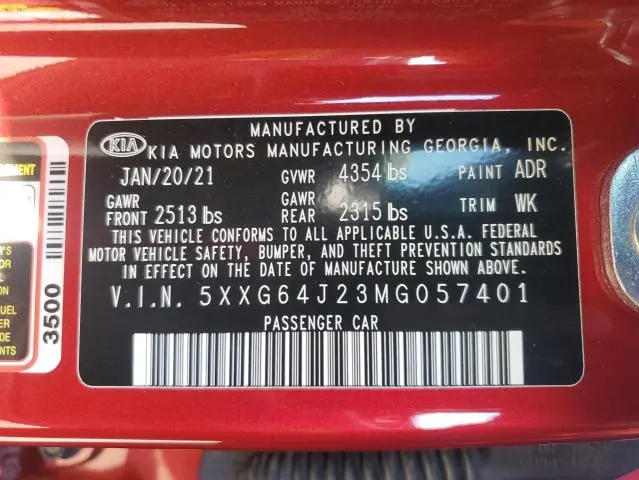 MANUFACTURED BY
KIA KIA MOTORS MANUFACTURING GEORGIA, INC.
JAN/20/21 GVWR 4354 lbs PAINT ADR
GAWR FRONT 2513 lbs GAWR REAR 2315 lbs TRIM WK
THIS VEHICLE CONFORMS TO ALL APPLICABLE U.S.A. FEDERAL
MOTOR VEHICLE SAFETY, BUMPER, AND THEFT PREVENTION STANDARDS
IN EFFECT ON THE DATE OF MANUFACTURE SHOWN ABOVE.
V.I.N. 5XXG64J23MG057401
PASSENGER CAR
3500